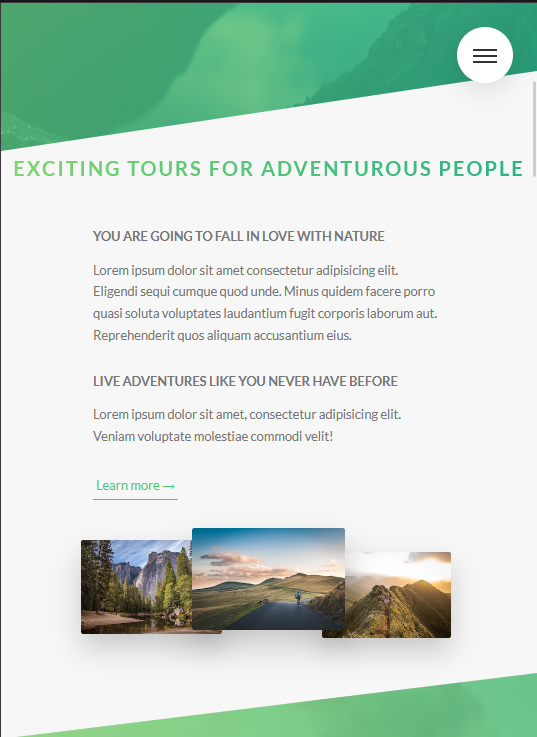 EXCITING TOURS FOR ADVENTUROUS PEOPLE
YOU ARE GOING TO FALL IN LOVE WITH NATURE
Lorem ipsum dolor sit amet consectetur adipisicing elit.
Eligendi sequi cumque quod unde. Minus quidem facere porro
quasi soluta voluptates laudantium fugit corporis laborum aut.
Reprehenderit quos aliquam accusantium eius.
LIVE ADVENTURES LIKE YOU NEVER HAVE BEFORE
Lorem ipsum dolor sit amet, consectetur adipisicing elit.
Veniam voluptate molestiae commodi velit!
Learn more →